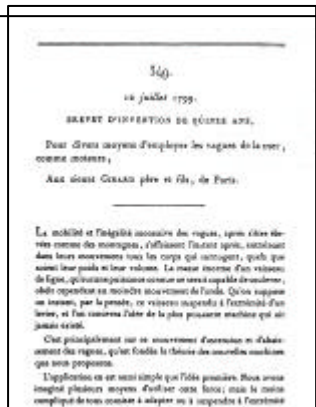 349.
12 juillet 1799.
BREVET D'INVENTION DE QUINZE ANS,
Pour divers moyens d'employer les vagues de la mer,
comme moteurs,
Aux sieurs GIRARD père et fils, de Paris.
LA mobilité et l'inégalité successive des vagues, après s'être éle-
vées comme des montagnes, s'affaissent l'instant après, entraînant
dans leurs mouvemens tous les corps qui surnagent, quels que
soient leur poids et leur volume. La masse énorme d'un vaisseau
de ligne, qu'aucune puissance connue ne serait capable de soulever,
obéit cependant au moindre mouvement de l'onde. Qu'on suppose
un instant, par la pensée, ce vaisseau suspendu à l'extrémité d'un
levier, et l'on concevra l'idée de la plus puissante machine qui ait
jamais existé.
C'est principalement sur ce mouvement d'ascension et d'abais-
sement des vagues, qu'est fondée la théorie des nouvelles machines
que nous proposons.
L'application en est aussi simple que l'idée première. Nous avons
imaginé plusieurs moyens d'utiliser cette force; mais le moins
compliqué de tous consiste à adapter ou à suspendre à l'extrémité